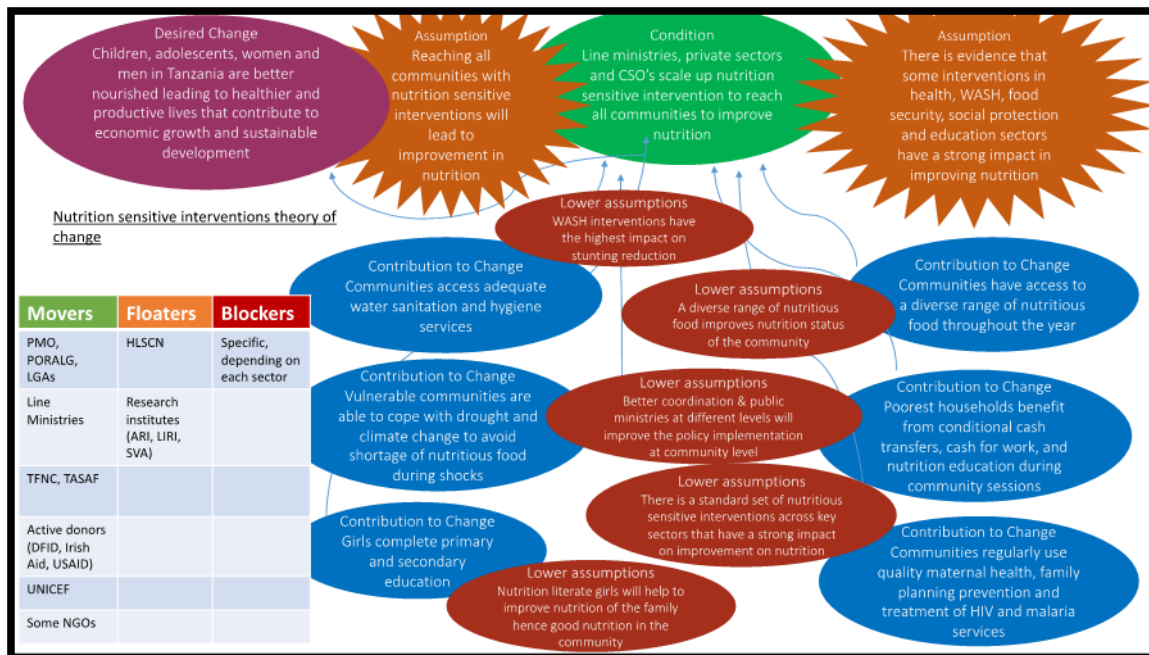 Desired Change
Children, adolescents, women and
men in Tanzania are better
nourished leading to healthier and
productive lives that contribute to
economic growth and sustainable
development
Assumption
Reaching all
communities with
nutrition sensitive
interventions will
lead to
improvement in
nutrition
Condition
Line ministries, private sectors
and CSO's scale up nutrition
sensitive intervention to reach
all communities to improve
nutrition
Assumption
There is evidence that
some interventions in
health, WASH, food
security, social protection
and education sectors
have a strong impact in
improving nutrition
Nutrition sensitive interventions theory of
change
Lower assumptions
WASH interventions have
the highest impact on
stunting reduction
Contribution to Change
Communities access adequate
water sanitation and hygiene
services
Lower assumptions
A diverse range of nutritious
food improves nutrition status
of the community
Contribution to Change
Communities have access to
a diverse range of nutritious
food throughout the year
Movers Floaters Blockers
PMO, HLSCN Specific,
PORALG, depending on
LGAs each sector
Line Research
Ministries institutes
(ARI, LIRI,
SVA)
TFNC, TASAF
Active donors
(DFID, Irish
Aid, USAID)
UNICEF
Some NGOs
Contribution to Change
Vulnerable communities are
able to cope with drought and
climate change to avoid
shortage of nutritious food
during shocks
Lower assumptions
Better coordination & public
ministries at different levels will
improve the policy implementation
at community level
Contribution to Change
Poorest households benefit
from conditional cash
transfers, cash for work, and
nutrition education during
community sessions
Lower assumptions
There is a standard set of nutritious
sensitive interventions across key
sectors that have a strong impact
on improvement on nutrition
Contribution to Change
Girls complete primary
and secondary
education
Lower assumptions
Nutrition literate girls will help to
improve nutrition of the family
hence good nutrition in the
community
Contribution to Change
Communities regularly use
quality maternal health, family
planning prevention and
treatment of HIV and malaria
services